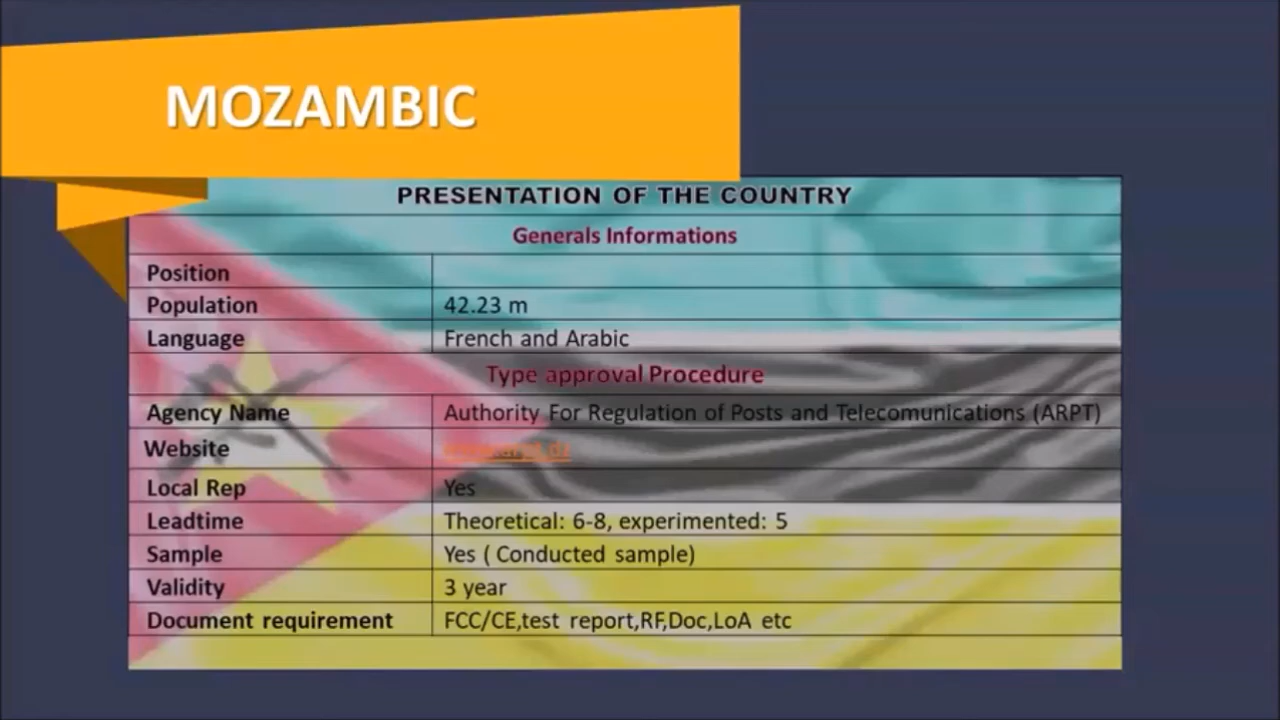 MOZAMBIC
PRESENTATION OF THE COUNTRY
Generals Informations
Position
Population 42.23 m
Language French and Arabic
Type approval Procedure
Agency Name Authority For Regulation of Posts and Telecomunications (ARPT)
Website
Local Rep Yes
Leadtime Theoretical: 6-8, experimented: 5
Sample Yes ( Conducted sample)
Validity 3 year
Document requirement FCC/CE,test report,RF,Doc,LoA etc